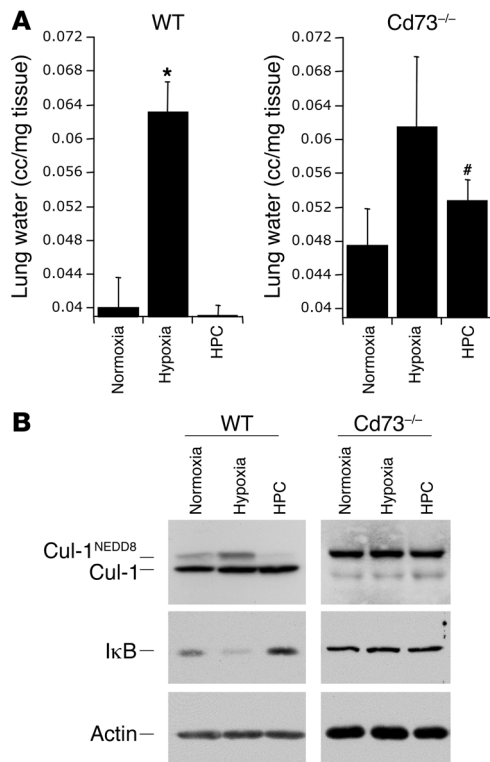 A
WT
Cd73–/–
Lung water (cc/mg tissue)
0.072
0.068
0.064
0.06
0.056
0.052
0.048
0.044
0.04
*
Normoxia
Hypoxia
HPC
Lung water (cc/mg tissue)
0.072
0.068
0.064
0.06
0.056
0.052
0.048
0.044
0.04
#
Normoxia
Hypoxia
HPC
B
WT
Cd73–/–
Normoxia
Hypoxia
HPC
Normoxia
Hypoxia
HPC
Cul-1NEDD8
Cul-1
IκB
Actin